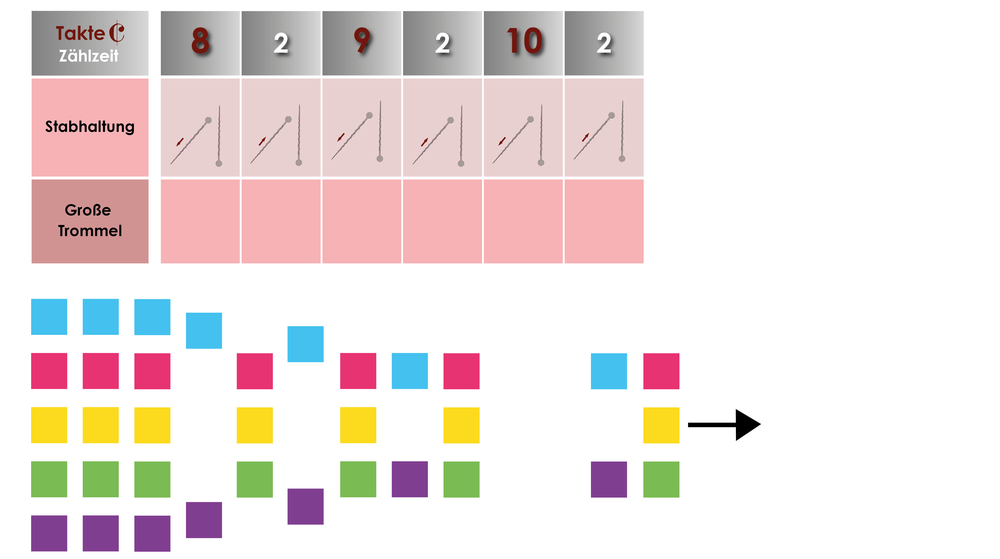 Takte 𝄵
Zählzeit
8 2 9 2 10 2
Stabhaltung
Große
Trommel